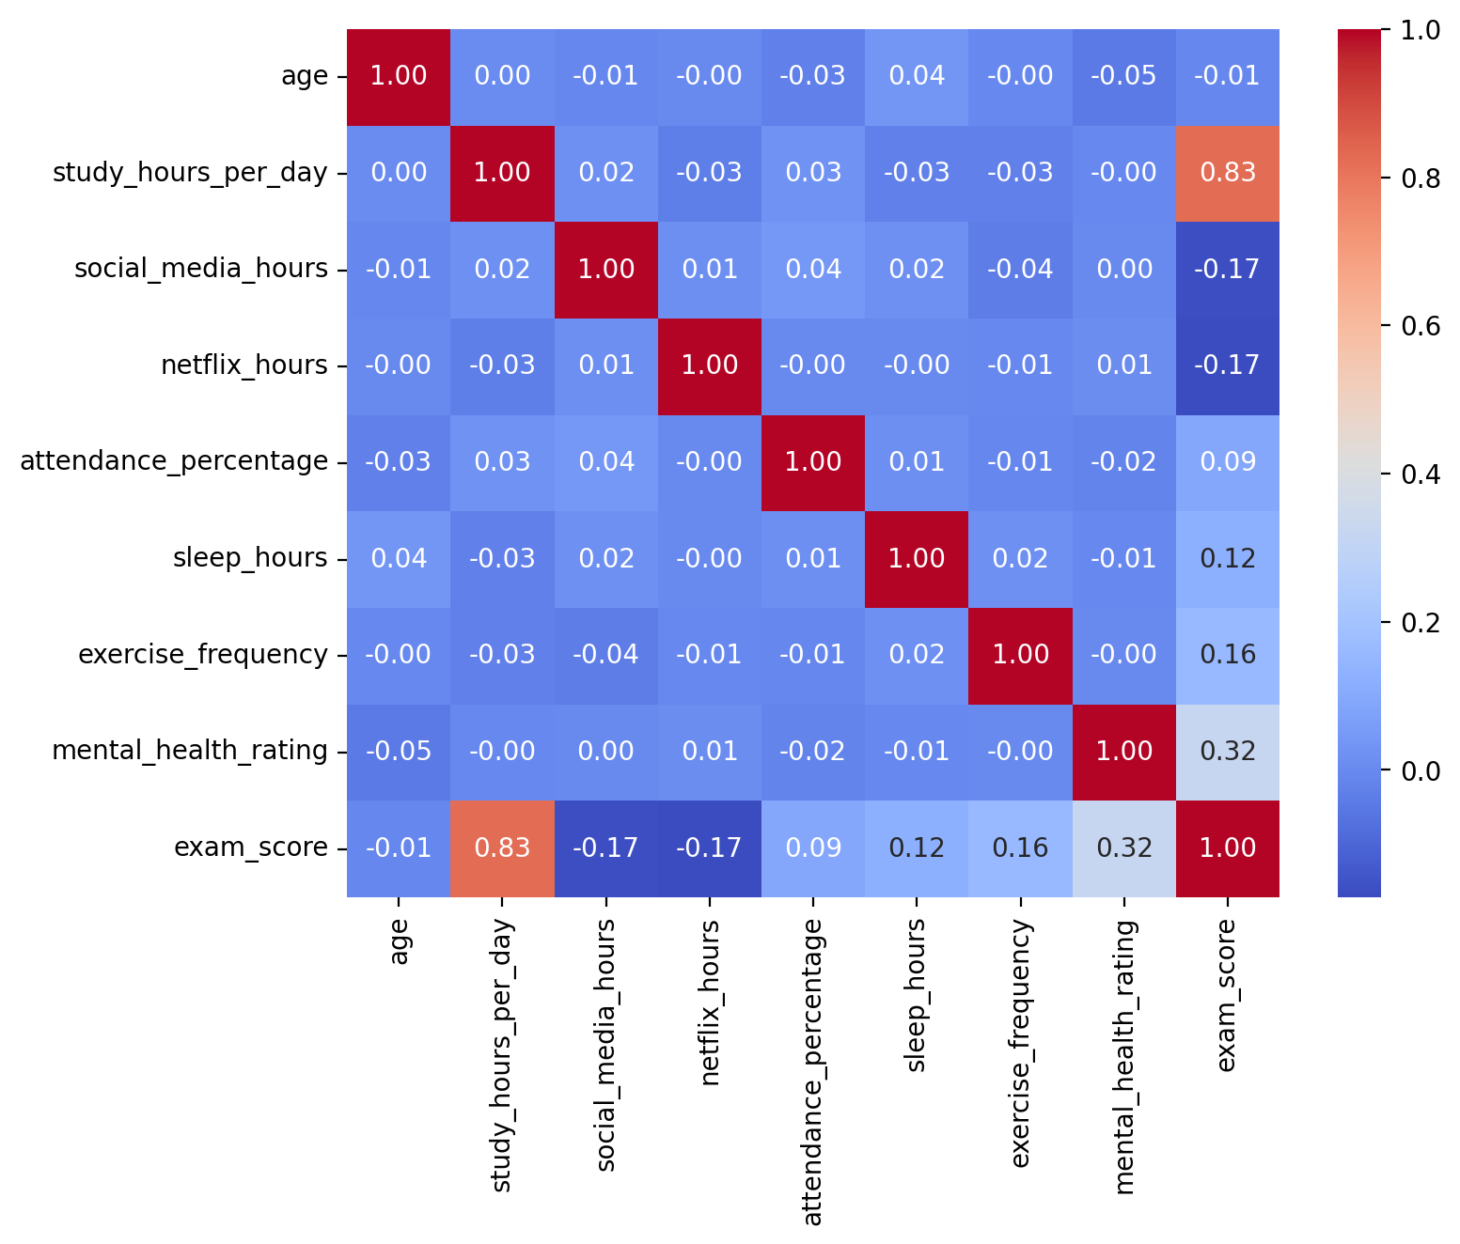 age 1.00 0.00 -0.01 -0.00 -0.03 0.04 -0.00 -0.05 -0.01
study_hours_per_day 0.00 1.00 0.02 -0.03 0.03 -0.03 -0.03 -0.00 0.83
social_media_hours -0.01 0.02 1.00 0.01 0.04 0.02 -0.04 0.00 -0.17
netflix_hours -0.00 -0.03 0.01 1.00 -0.00 -0.00 -0.01 0.01 -0.17
attendance_percentage -0.03 0.03 0.04 -0.00 1.00 0.01 -0.01 -0.02 0.09
sleep_hours 0.04 -0.03 0.02 -0.00 0.01 1.00 0.02 -0.01 0.12
exercise_frequency -0.00 -0.03 -0.04 -0.01 -0.01 0.02 1.00 -0.00 0.16
mental_health_rating -0.05 -0.00 0.00 0.01 -0.02 -0.01 -0.00 1.00 0.32
exam_score -0.01 0.83 -0.17 -0.17 0.09 0.12 0.16 0.32 1.00
age
study_hours_per_day
social_media_hours
netflix_hours
attendance_percentage
sleep_hours
exercise_frequency
mental_health_rating
exam_score
1.0
0.8
0.6
0.4
0.2
0.0